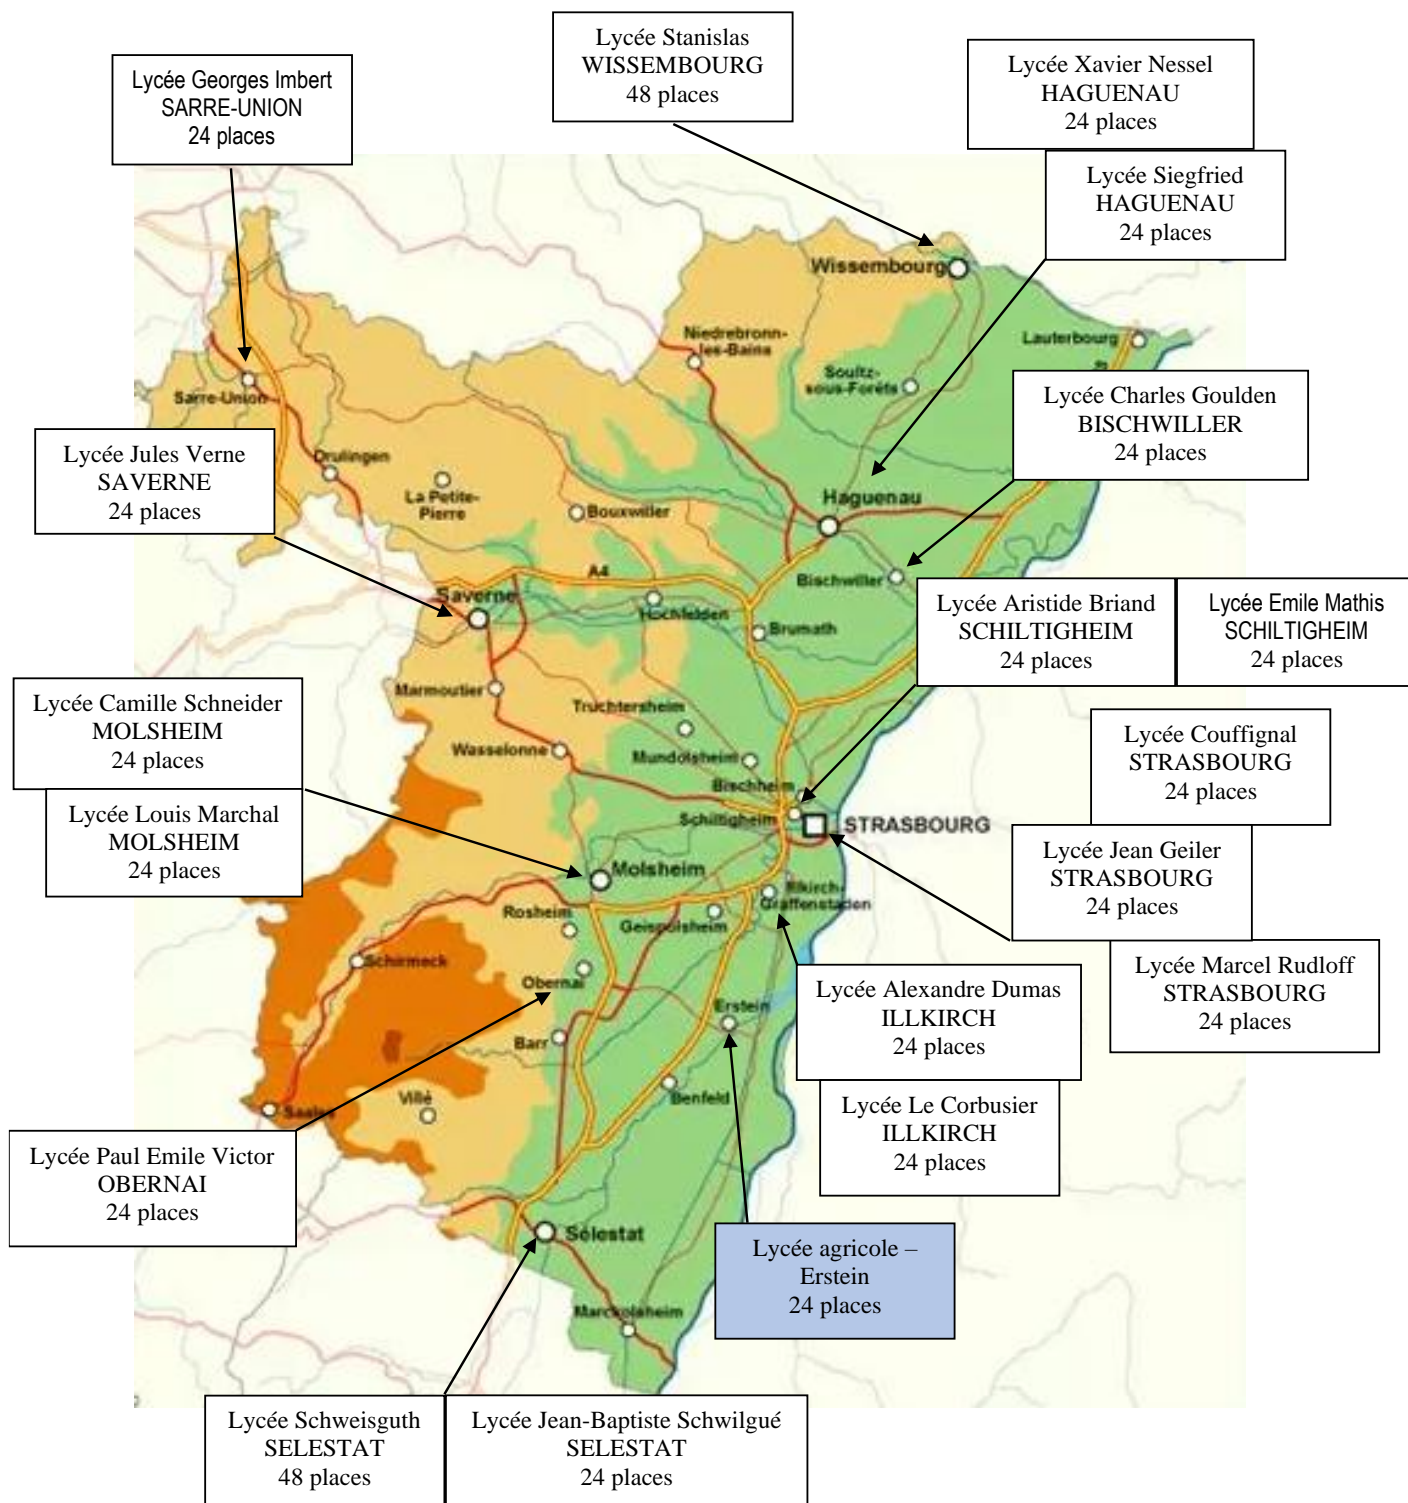 Lycée Stanislas
WISSEMBOURG
48 places
Lycée Xavier Nessel
HAGUENAU
24 places
Lycée Georges Imbert
SARRE-UNION
24 places
Lycée Siegfried
HAGUENAU
24 places
Wissembourg
Niedrebronn-
les-Bains
Lauterbourg
Soultz-
sous-Forêts
Sarre-Union
Lycée Charles Goulden
BISCHWILLER
24 places
Lycée Jules Verne
SAVERNE
24 places
Drulingen
La Petite-
Pierre
Bouxwiller
Haguenau
A4
Bischwiller
Saverne
Hochfelden
Brumath
Lycée Aristide Briand
SCHILTIGHEIM
24 places
Lycée Emile Mathis
SCHILTIGHEIM
24 places
Marmoutier
Truchtersheim
Lycée Camille Schneider
MOLSHEIM
24 places
Wasselonne
Mundolsheim
Lycée Couffignal
STRASBOURG
24 places
Bischheim
Schiltigheim
STRASBOURG
Lycée Louis Marchal
MOLSHEIM
24 places
Lycée Jean Geiler
STRASBOURG
24 places
Molsheim
Illkirch-
Graffenstaden
Rosheim
Geispolsheim
Schirmeck
Obernai
Lycée Marcel Rudloff
STRASBOURG
24 places
Lycée Alexandre Dumas
ILLKIRCH
24 places
Erstein
Barr
Benfeld
Villé
Saales
Lycée Le Corbusier
ILLKIRCH
24 places
Lycée Paul Emile Victor
OBERNAI
24 places
Sélestat
Lycée agricole –
Erstein
24 places
Marckolsheim
Lycée Schweisguth
SELESTAT
48 places
Lycée Jean-Baptiste Schwilgué
SELESTAT
24 places